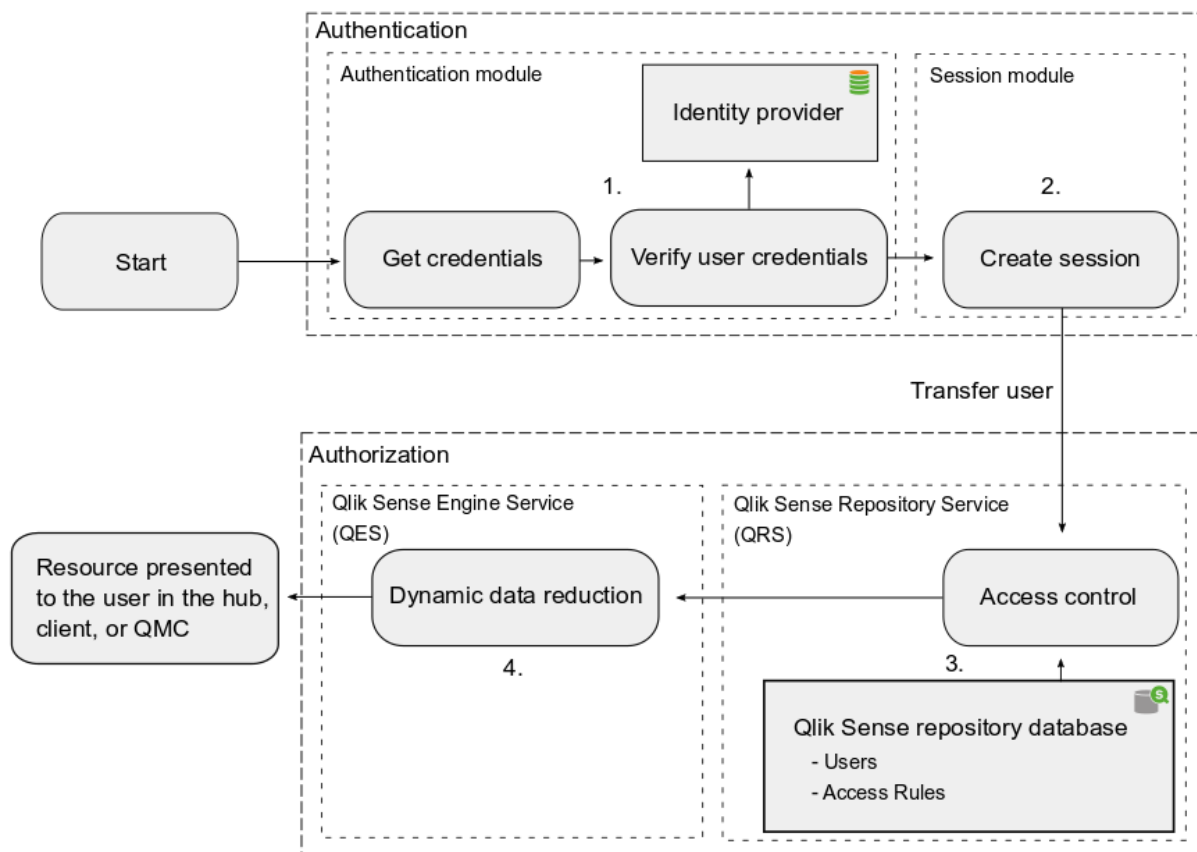 Authentication
Authentication module
Session module
Identity provider
1.
2.
Start
Get credentials
Verify user credentials
Create session
Transfer user
Authorization
Qlik Sense Engine Service
(QES)
Qlik Sense Repository Service
(QRS)
Resource presented
to the user in the hub,
client, or QMC
Dynamic data reduction
Access control
4.
3.
S
Qlik Sense repository database
- Users
- Access Rules